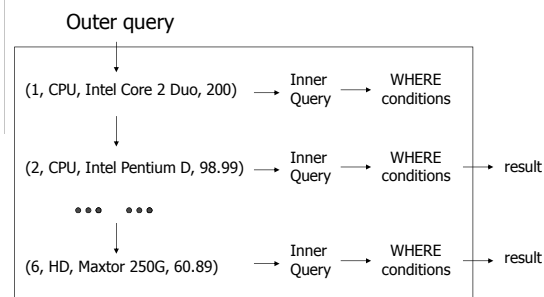 Outer query
(1, CPU, Intel Core 2 Duo, 200)
Inner
Query
WHERE
conditions
(2, CPU, Intel Pentium D, 98.99)
Inner
Query
WHERE
conditions
result
(6, HD, Maxtor 250G, 60.89)
Inner
Query
WHERE
conditions
result